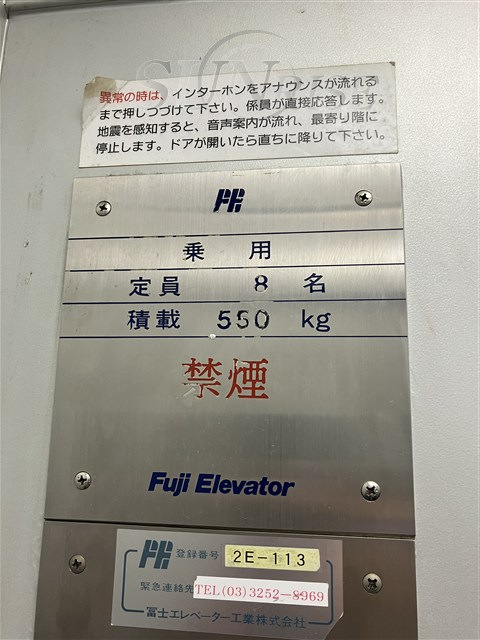 異常の時は、インターホンをアナウンスが流れる
まで押しつづけて下さい。係員が直接応答します。
地震を感知すると、音声案内が流れ、最寄り階に
停止します。ドアが開いたら直ちに降りて下さい。
乗用
定員 8 名
積載 550 kg
禁煙
Fuji Elevator
登録番号 2E-113
緊急連絡先 TEL(03)3252-8969
冨士エレベーター工業株式会社